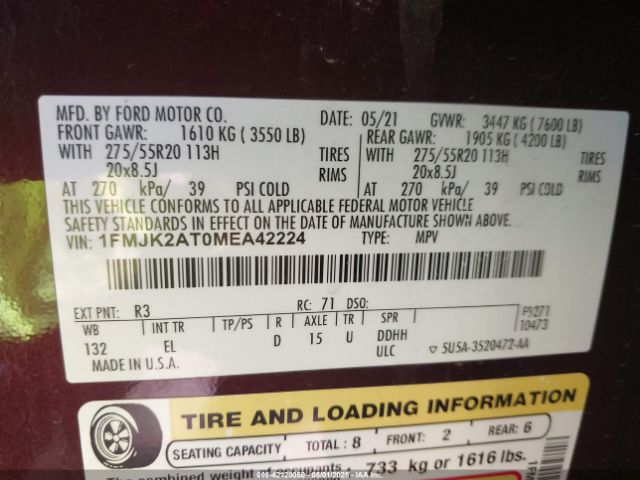 MFD. BY FORD MOTOR CO.
DATE: 05/21 GVWR: 3447 KG ( 7600 LB)
FRONT GAWR: 1610 KG ( 3550 LB) REAR GAWR: 1905 KG ( 4200 LB)
WITH 275/55R20 113H TIRES WITH 275/55R20 113H TIRES
20x8.5J RIMS 20x8.5J RIMS
AT 270 kPa/ 39 PSI COLD AT 270 kPa/ 39 PSI COLD
THIS VEHICLE CONFORMS TO ALL APPLICABLE FEDERAL MOTOR VEHICLE
SAFETY STANDARDS IN EFFECT ON THE DATE OF MANUFACTURE SHOWN ABOVE.
VIN: 1FMJK2AT0MEA42224 TYPE: MPV
EXT PNT: R3 RC: 71 DSO: F0271
WB INT TR TP/PS R AXLE TR SPR 10473
132 EL D 15 U DDHH
ULC ▽ 5U5A-3520472-AA
MADE IN U.S.A.
TIRE AND LOADING INFORMATION
SEATING CAPACITY TOTAL : 8 FRONT: 2 REAR: 6
The combined weight occupants 733 kg or 1616 lbs.
000-42120050 - 05/01/2025 - IAA Inc.